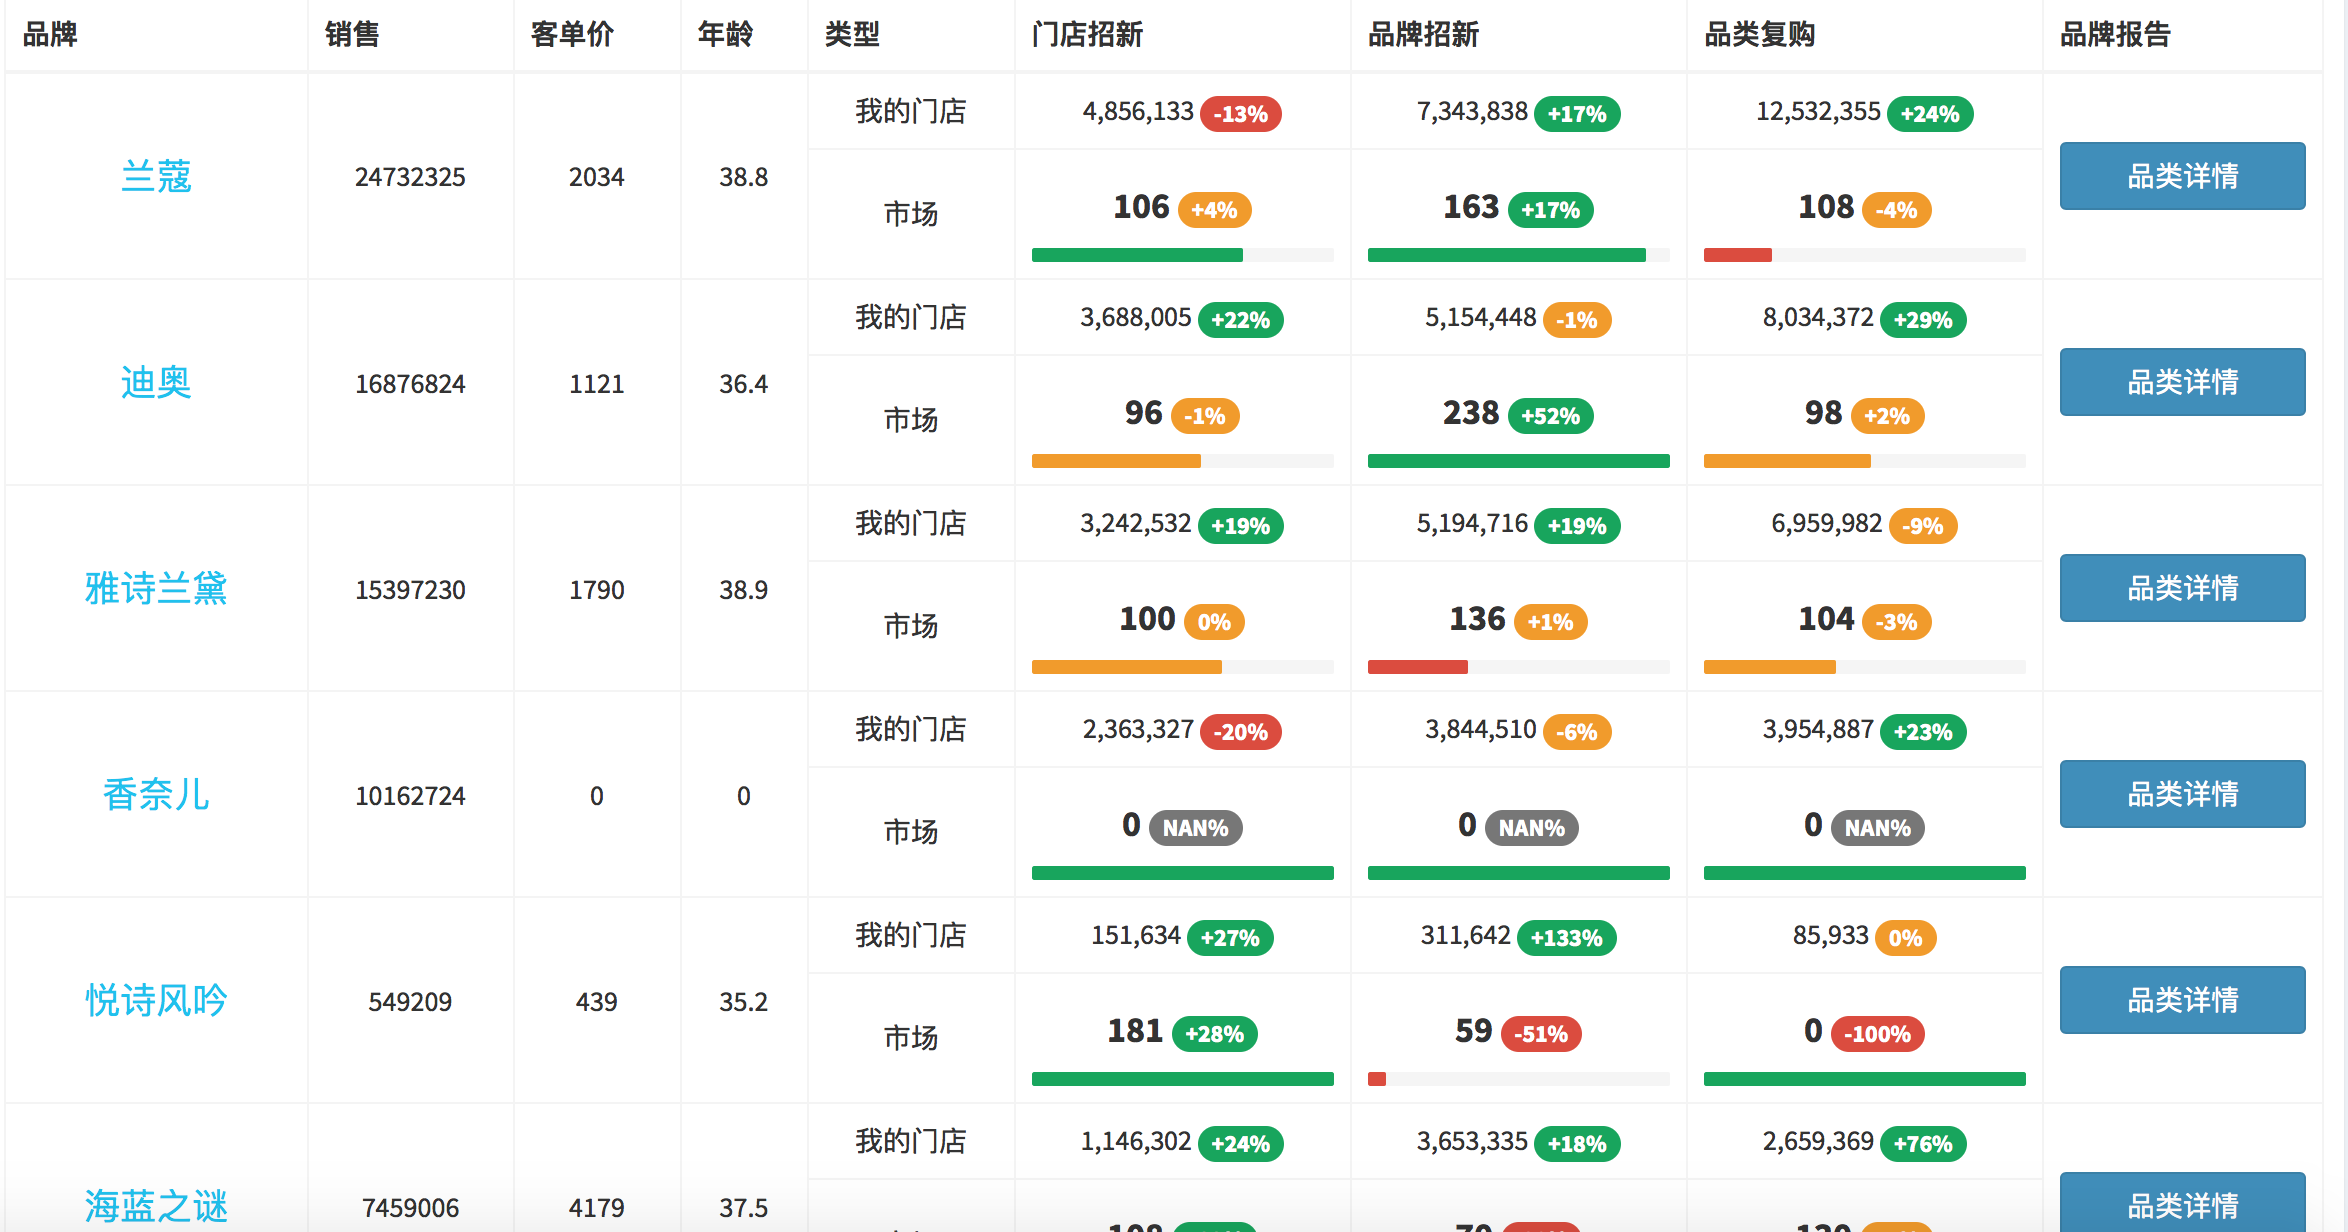 品牌 销售 客单价 年龄 类型 门店招新 品牌招新 品类复购 品牌报告
我的门店 4,856,133 -13% 7,343,838 +17% 12,532,355 +24%
兰蔻 24732325 2034 38.8 品类详情
市场 106 +4% 163 +17% 108 -4%
我的门店 3,688,005 +22% 5,154,448 -1% 8,034,372 +29%
迪奥 16876824 1121 36.4 品类详情
市场 96 -1% 238 +52% 98 +2%
我的门店 3,242,532 +19% 5,194,716 +19% 6,959,982 -9%
雅诗兰黛 15397230 1790 38.9 品类详情
市场 100 0% 136 +1% 104 -3%
我的门店 2,363,327 -20% 3,844,510 -6% 3,954,887 +23%
香奈儿 10162724 0 0 品类详情
市场 0 NAN% 0 NAN% 0 NAN%
我的门店 151,634 +27% 311,642 +133% 85,933 0%
悦诗风吟 549209 439 35.2 品类详情
市场 181 +28% 59 -51% 0 -100%
我的门店 1,146,302 +24% 3,653,335 +18% 2,659,369 +76%
海蓝之谜 7459006 4179 37.5 品类详情